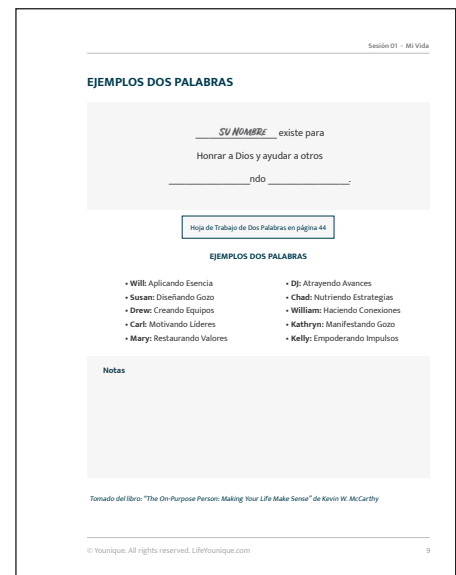 Sesión 01 - Mi Vida
EJEMPLOS DOS PALABRAS
SU NOMBRE existe para
Honrar a Dios y ayudar a otros
________________ndo ________________.
Hoja de Trabajo de Dos Palabras en página 44
EJEMPLOS DOS PALABRAS
• Will: Aplicando Esencia
• Susan: Diseñando Gozo
• Drew: Creando Equipos
• Carl: Motivando Líderes
• Mary: Restaurando Valores
• DJ: Atrayendo Avances
• Chad: Nutriendo Estrategias
• William: Haciendo Conexiones
• Kathryn: Manifestando Gozo
• Kelly: Empoderando Impulsos
Notas
Tomado del libro: "The On-Purpose Person: Making Your Life Make Sense" de Kevin W. McCarthy
© Younique. All rights reserved. LifeYounique.com
9